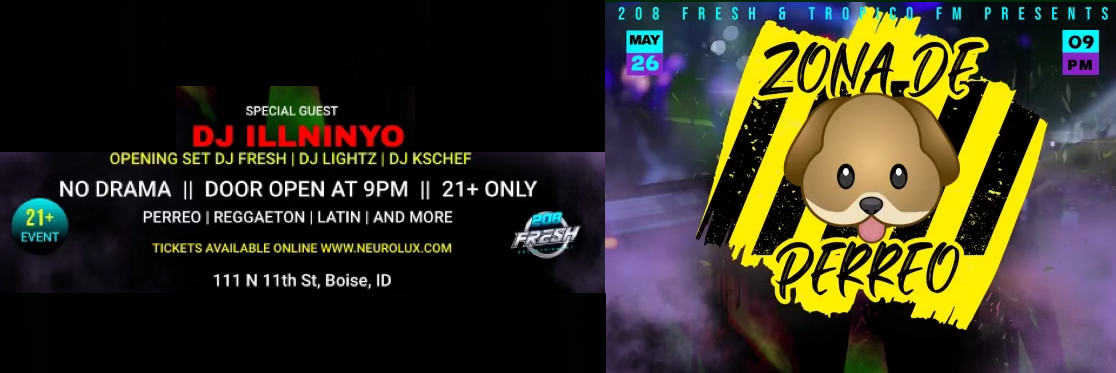 SPECIAL GUEST
DJ ILLNINYO
OPENING SET DJ FRESH | DJ LIGHTZ | DJ KSCHEF
NO DRAMA || DOOR OPEN AT 9PM || 21+ ONLY
PERREO | REGGAETON | LATIN | AND MORE
21+
EVENT
208
FRESH
TICKETS AVAILABLE ONLINE WWW.NEUROLUX.COM
111 N 11th St, Boise, ID
208 FRESH & TROPICO FM PRESENTS
MAY
26
09
PM
ZONA DE
PERREO